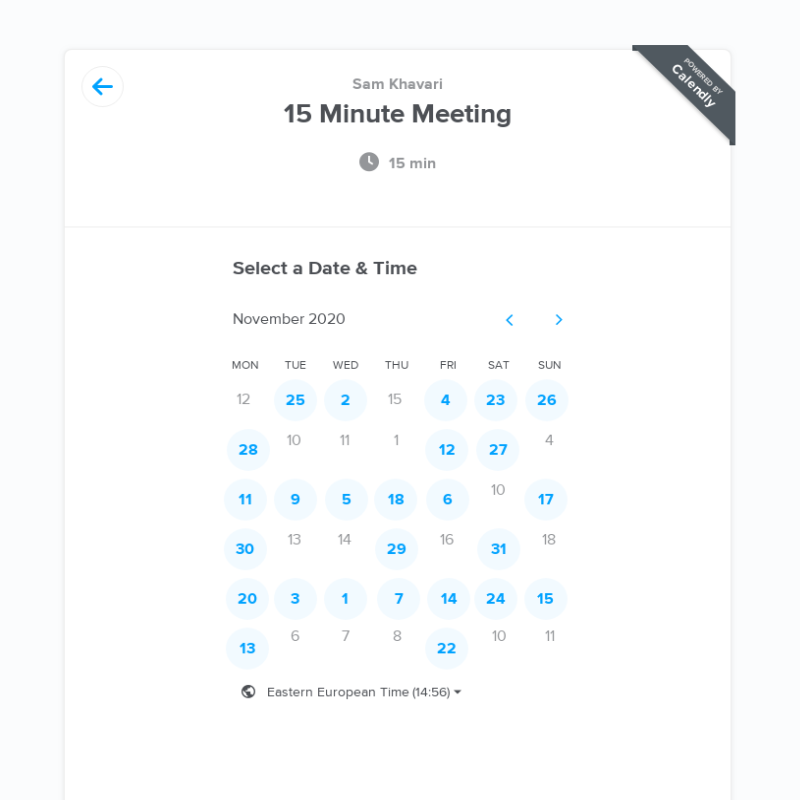 POWERED BY
Calendly
Sam Khavari
15 Minute Meeting
15 min
Select a Date & Time
November 2020
MON TUE WED THU FRI SAT SUN
12 25 2 15 4 23 26
28 10 11 1 12 27 4
11 9 5 18 6 10 17
30 13 14 29 16 31 18
20 3 1 7 14 24 15
13 6 7 8 22 10 11
Eastern European Time (14:56)